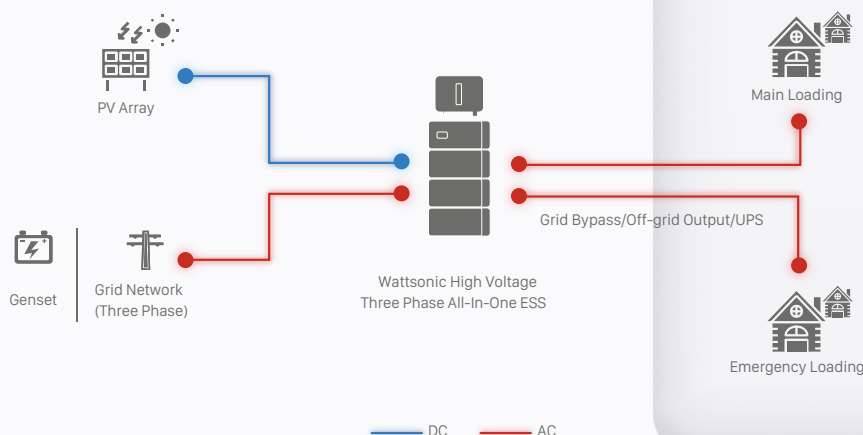 PV Array
Main Loading
Grid Bypass/Off-grid Output/UPS
Genset
Grid Network
(Three Phase)
Wattsonic High Voltage
Three Phase All-In-One ESS
Emergency Loading
DC
AC